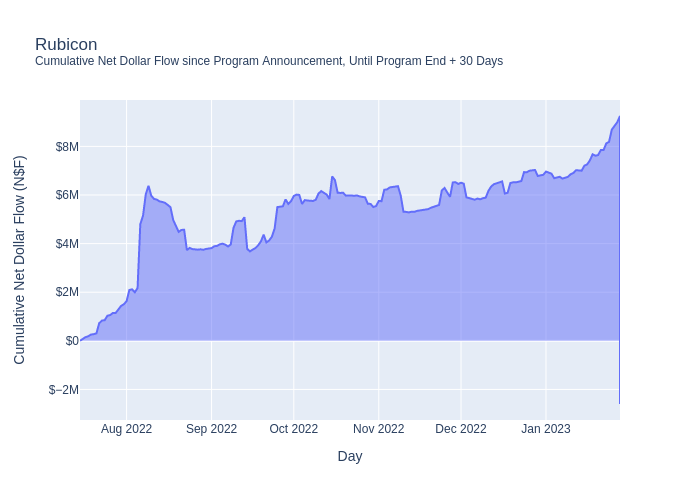 Rubicon
Cumulative Net Dollar Flow since Program Announcement, Until Program End + 30 Days
Cumulative Net Dollar Flow (N$F)
$8M
$6M
$4M
$2M
$0
$−2M
Aug 2022
Sep 2022
Oct 2022
Nov 2022
Dec 2022
Jan 2023
Day